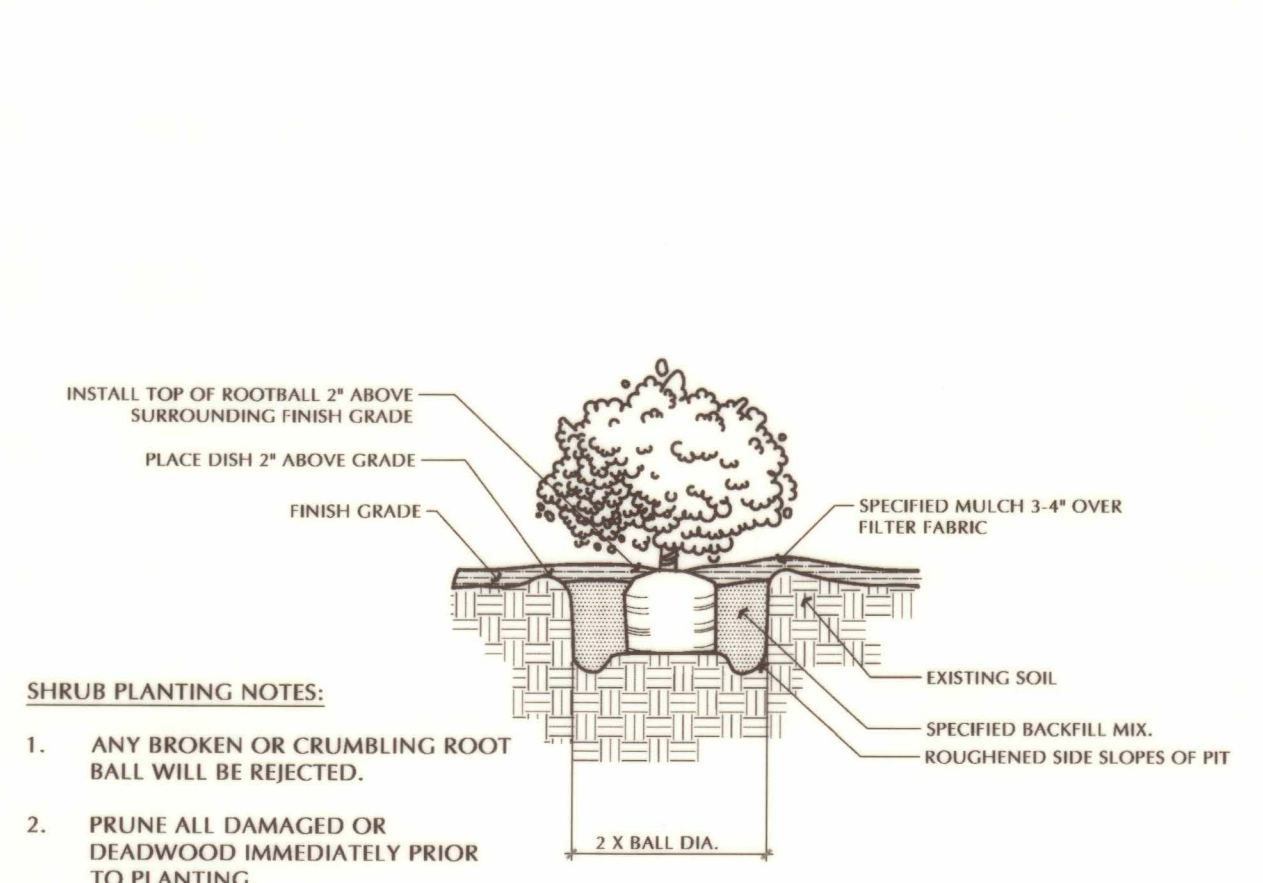 INSTALL TOP OF ROOTBALL 2" ABOVE
SURROUNDING FINISH GRADE
PLACE DISH 2" ABOVE GRADE
FINISH GRADE
SPECIFIED MULCH 3-4" OVER
FILTER FABRIC
EXISTING SOIL
SPECIFIED BACKFILL MIX.
ROUGHENED SIDE SLOPES OF PIT
2 X BALL DIA.
SHRUB PLANTING NOTES:
1. ANY BROKEN OR CRUMBLING ROOT
BALL WILL BE REJECTED.
2. PRUNE ALL DAMAGED OR
DEADWOOD IMMEDIATELY PRIOR
TO PLANTING.